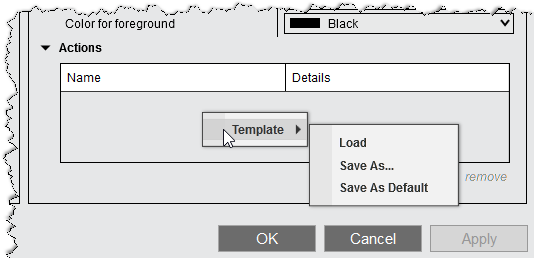 Color for foreground Black
Actions
Name Details
Template
Load
Save As...
Save As Default
remove
OK Cancel Apply